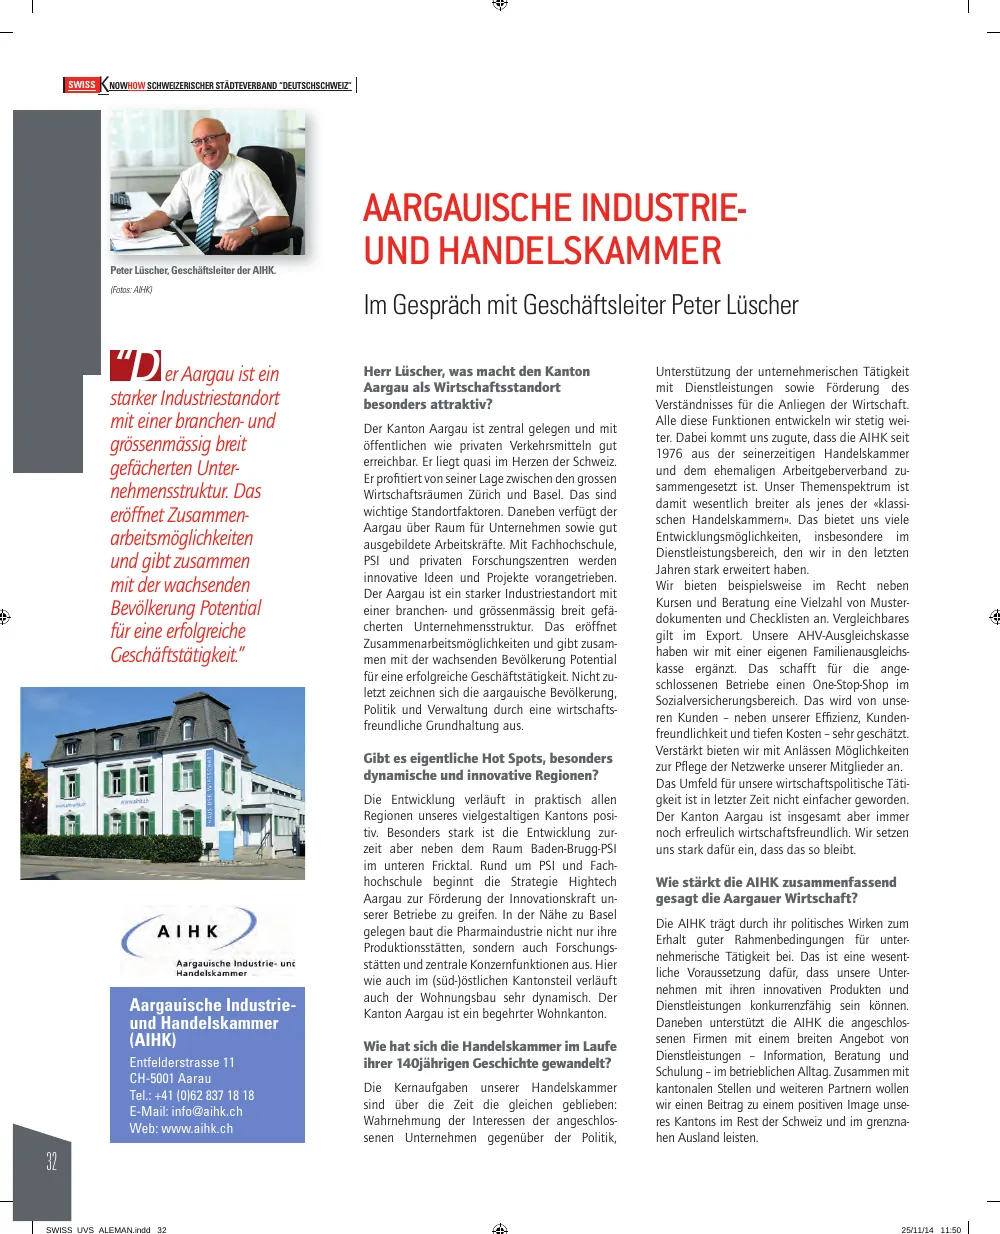 SWISS KNOWHOW SCHWEIZERISCHER STÄDTEVERBAND "DEUTSCHSCHWEIZ"
Peter Lüscher, Geschäftsleiter der AIHK.
(Fotos: AIHK)
AARGAUISCHE INDUSTRIE-
UND HANDELSKAMMER
Im Gespräch mit Geschäftsleiter Peter Lüscher
“Der Aargau ist ein
starker Industriestandort
mit einer branchen- und
grössenmässig breit
gefächerten Unter-
nehmensstruktur. Das
eröffnet Zusammen-
arbeitsmöglichkeiten
und gibt zusammen
mit der wachsenden
Bevölkerung Potential
für eine erfolgreiche
Geschäftstätigkeit.”
HAUS DER WIRTSCHAFT
www.aihk.ch
AIHK
Aargauische Industrie- und
Handelskammer
Aargauische Industrie-
und Handelskammer
(AIHK)
Entfelderstrasse 11
CH-5001 Aarau
Tel.: +41 (0)62 837 18 18
E-Mail: info@aihk.ch
Web: www.aihk.ch
Herr Lüscher, was macht den Kanton
Aargau als Wirtschaftsstandort
besonders attraktiv?
Der Kanton Aargau ist zentral gelegen und mit
öffentlichen wie privaten Verkehrsmitteln gut
erreichbar. Er liegt quasi im Herzen der Schweiz.
Er profitiert von seiner Lage zwischen den grossen
Wirtschaftsräumen Zürich und Basel. Das sind
wichtige Standortfaktoren. Daneben verfügt der
Aargau über Raum für Unternehmen sowie gut
ausgebildete Arbeitskräfte. Mit Fachhochschule,
PSI und privaten Forschungszentren werden
innovative Ideen und Projekte vorangetrieben.
Der Aargau ist ein starker Industriestandort mit
einer branchen- und grössenmässig breit gefä-
cherten Unternehmensstruktur. Das eröffnet
Zusammenarbeitsmöglichkeiten und gibt zusam-
men mit der wachsenden Bevölkerung Potential
für eine erfolgreiche Geschäftstätigkeit. Nicht zu-
letzt zeichnen sich die aargauische Bevölkerung,
Politik und Verwaltung durch eine wirtschafts-
freundliche Grundhaltung aus.
Gibt es eigentliche Hot Spots, besonders
dynamische und innovative Regionen?
Die Entwicklung verläuft in praktisch allen
Regionen unseres vielgestaltigen Kantons posi-
tiv. Besonders stark ist die Entwicklung zur-
zeit aber neben dem Raum Baden-Brugg-PSI
im unteren Fricktal. Rund um PSI und Fach-
hochschule beginnt die Strategie Hightech
Aargau zur Förderung der Innovationskraft un-
serer Betriebe zu greifen. In der Nähe zu Basel
gelegen baut die Pharmaindustrie nicht nur ihre
Produktionsstätten, sondern auch Forschungs-
stätten und zentrale Konzernfunktionen aus. Hier
wie auch im (süd-)östlichen Kantonsteil verläuft
auch der Wohnungsbau sehr dynamisch. Der
Kanton Aargau ist ein begehrter Wohnkanton.
Wie hat sich die Handelskammer im Laufe
ihrer 140jährigen Geschichte gewandelt?
Die Kernaufgaben unserer Handelskammer
sind über die Zeit die gleichen geblieben:
Wahrnehmung der Interessen der angeschlos-
senen Unternehmen gegenüber der Politik,
Unterstützung der unternehmerischen Tätigkeit
mit Dienstleistungen sowie Förderung des
Verständnisses für die Anliegen der Wirtschaft.
Alle diese Funktionen entwickeln wir stetig wei-
ter. Dabei kommt uns zugute, dass die AIHK seit
1976 aus der seinerzeitigen Handelskammer
und dem ehemaligen Arbeitgeberverband zu-
sammengesetzt ist. Unser Themenspektrum ist
damit wesentlich breiter als jenes der «klassi-
schen Handelskammern». Das bietet uns viele
Entwicklungsmöglichkeiten, insbesondere im
Dienstleistungsbereich, den wir in den letzten
Jahren stark erweitert haben.
Wir bieten beispielsweise im Recht neben
Kursen und Beratung eine Vielzahl von Muster-
dokumenten und Checklisten an. Vergleichbares
gilt im Export. Unsere AHV-Ausgleichskasse
haben wir mit einer eigenen Familienausgleichs-
kasse ergänzt. Das schafft für die ange-
schlossenen Betriebe einen One-Stop-Shop im
Sozialversicherungsbereich. Das wird von unse-
ren Kunden – neben unserer Effizienz, Kunden-
freundlichkeit und tiefen Kosten – sehr geschätzt.
Verstärkt bieten wir mit Anlässen Möglichkeiten
zur Pflege der Netzwerke unserer Mitglieder an.
Das Umfeld für unsere wirtschaftspolitische Täti-
gkeit ist in letzter Zeit nicht einfacher geworden.
Der Kanton Aargau ist insgesamt aber immer
noch erfreulich wirtschaftsfreundlich. Wir setzen
uns stark dafür ein, dass das so bleibt.
Wie stärkt die AIHK zusammenfassend
gesagt die Aargauer Wirtschaft?
Die AIHK trägt durch ihr politisches Wirken zum
Erhalt guter Rahmenbedingungen für unter-
nehmerische Tätigkeit bei. Das ist eine wesent-
liche Voraussetzung dafür, dass unsere Unter-
nehmen mit ihren innovativen Produkten und
Dienstleistungen konkurrenzfähig sein können.
Daneben unterstützt die AIHK die angeschlos-
senen Firmen mit einem breiten Angebot von
Dienstleistungen – Information, Beratung und
Schulung – im betrieblichen Alltag. Zusammen mit
kantonalen Stellen und weiteren Partnern wollen
wir einen Beitrag zu einem positiven Image unse-
res Kantons im Rest der Schweiz und im grenzna-
hen Ausland leisten.
32
SWISS_UVS_ALEMAN.indd 32
25/11/14 11:50